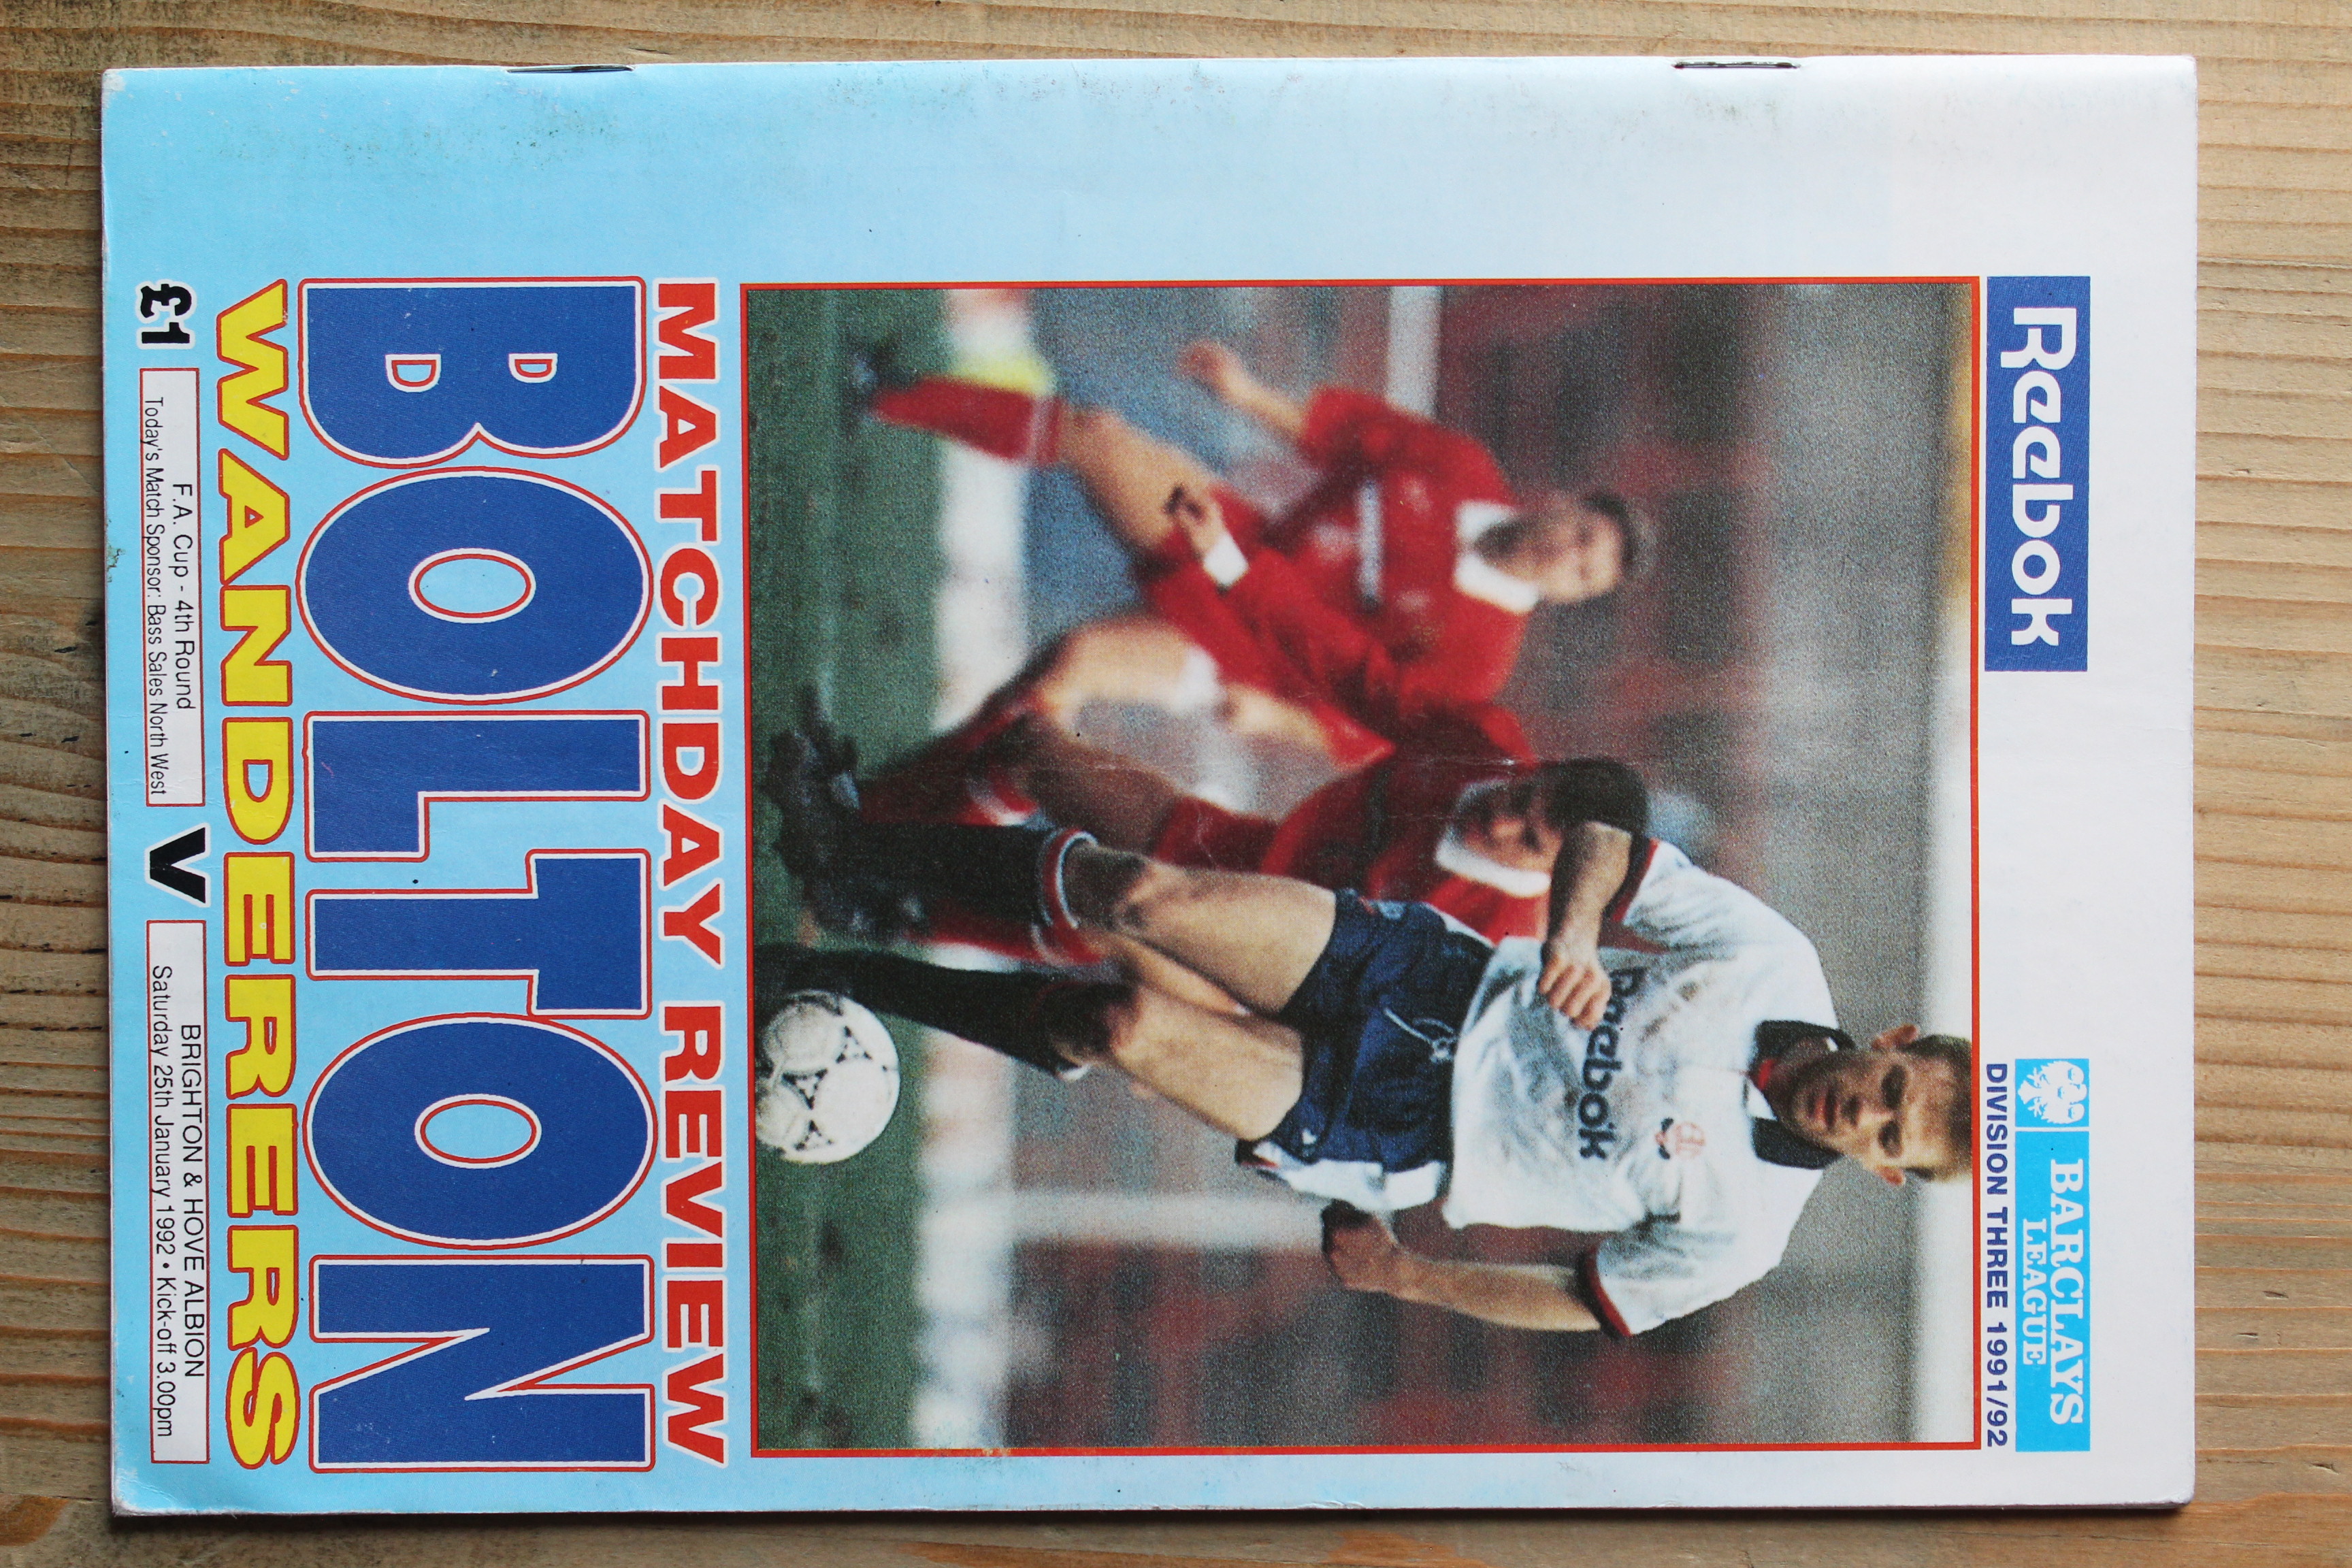 Reebok
BARCLAYS
LEAGUE
DIVISION THREE 1991/92
Reebok
MATCHDAY REVIEW
BOLTON
WANDERERS
£1
F.A. Cup - 4th Round
Today's Match Sponsor: Bass Sales North West
V
BRIGHTON & HOVE ALBION
Saturday 25th January 1992 • Kick-off 3.00pm